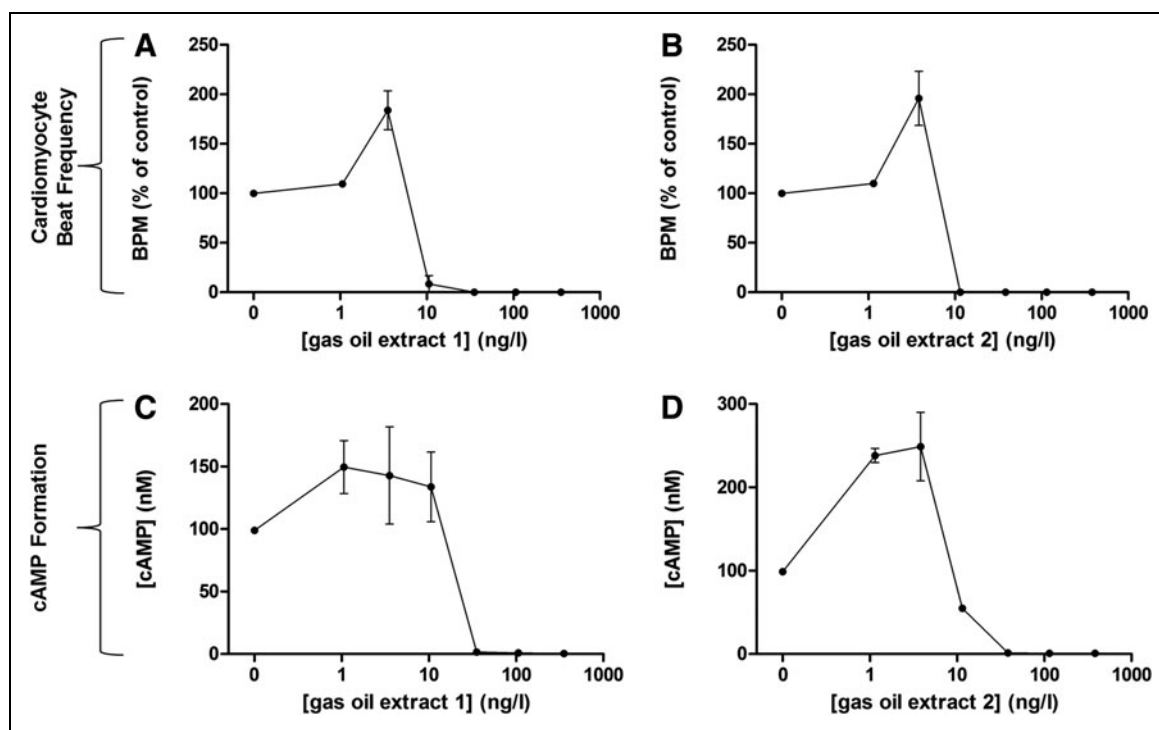 Cardiomyocyte
Beat Frequency
A
BPM (% of control)
250
200
150
100
50
0
0 1 10 100 1000
[gas oil extract 1] (ng/l)
B
BPM (% of control)
250
200
150
100
50
0
0 1 10 100 1000
[gas oil extract 2] (ng/l)
cAMP Formation
C
[cAMP] (nM)
200
150
100
50
0
0 1 10 100 1000
[gas oil extract 1] (ng/l)
D
[cAMP] (nM)
300
200
100
0
0 1 10 100 1000
[gas oil extract 2] (ng/l)